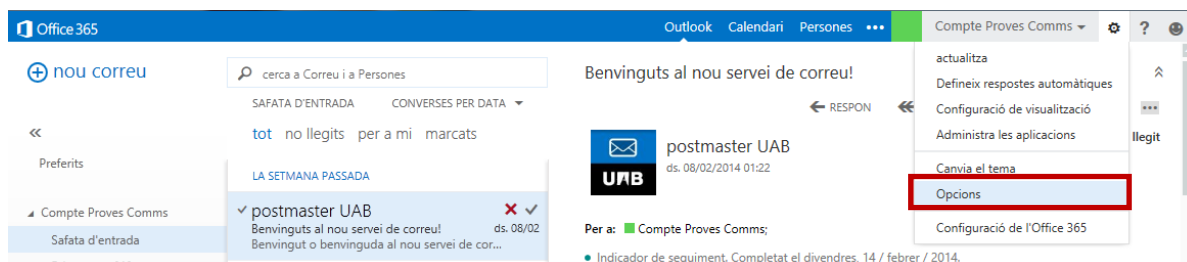 Office 365
Outlook Calendari Persones
Compte Proves Comms
?
nou correu
cerca a Correu i a Persones
SAFATA D'ENTRADA CONVERSES PER DATA
tot no llegits per a mi marcats
Preferits
LA SETMANA PASSADA
Compte Proves Comms
Safata d'entrada
postmaster UAB
Benvinguts al nou servei de correu! ds. 08/02
Benvingut o benvinguda al nou servei de cor...
Benvinguts al nou servei de correu!
RESPON
llegit
UAB
postmaster UAB
ds. 08/02/2014 01:22
Per a: Compte Proves Comms;
Indicador de seguiment. Completat el divendres, 14 / febrer / 2014.
actualitza
Defineix respostes automàtiques
Configuració de visualització
Administra les aplicacions
Canvia el tema
Opcions
Configuració de l'Office 365